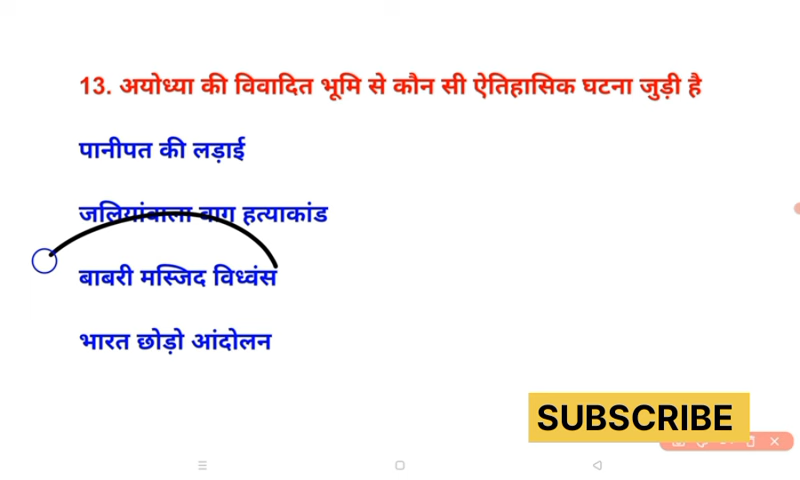 13. अयोध्या की विवादित भूमि से कौन सी ऐतिहासिक घटना जुड़ी है
पानीपत की लड़ाई
जलियांवाला बाग हत्याकांड
बाबरी मस्जिद विध्वंस
भारत छोड़ो आंदोलन
SUBSCRIBE